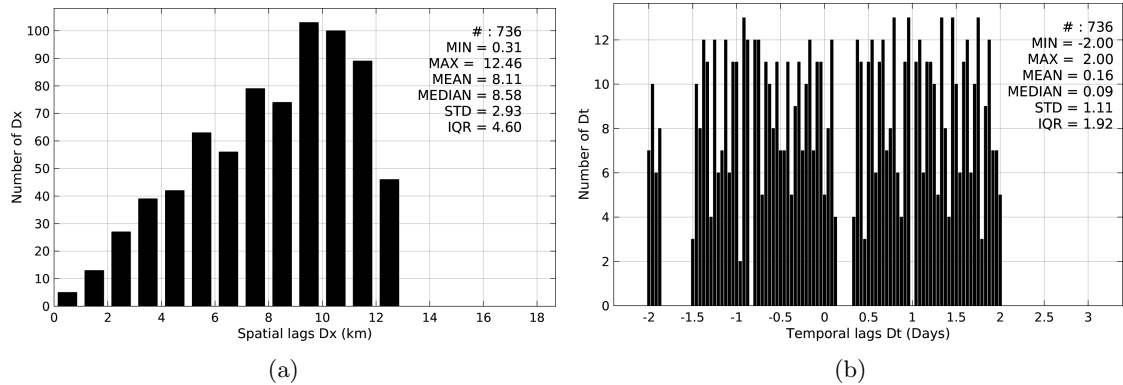 100
90
80
70
60
50
40
30
20
10
0
Number of Dx
# : 736
MIN = 0.31
MAX = 12.46
MEAN = 8.11
MEDIAN = 8.58
STD = 2.93
IQR = 4.60
0 2 4 6 8 10 12 14 16 18
Spatial lags Dx (km)
(a)
12
10
8
6
4
2
0
Number of Dt
# : 736
MIN = -2.00
MAX = 2.00
MEAN = 0.16
MEDIAN = 0.09
STD = 1.11
IQR = 1.92
-2 -1.5 -1 -0.5 0 0.5 1 1.5 2 2.5 3
Temporal lags Dt (Days)
(b)